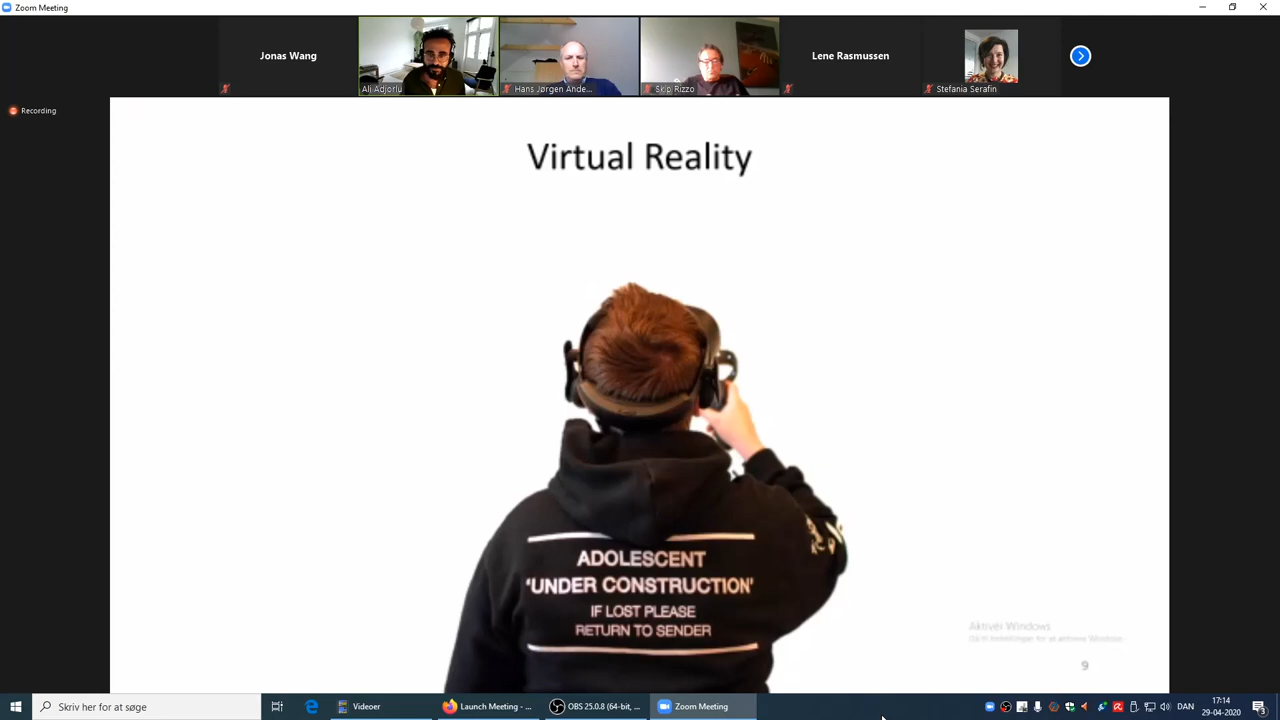 Zoom Meeting
Jonas Wang
Ali Adjorlu
Hans Jørgen Ande...
Skip Rizzo
Lene Rasmussen
Stefania Serafin
Recording
Virtual Reality
ADOLESCENT
'UNDER CONSTRUCTION'
IF LOST PLEASE
RETURN TO SENDER
Aktivér Windows
9
Skriv her for at søge
Videoer
Launch Meeting - ...
OBS 25.0.8 (64-bit, ...
Zoom Meeting
DAN
17:14
29-04-2020